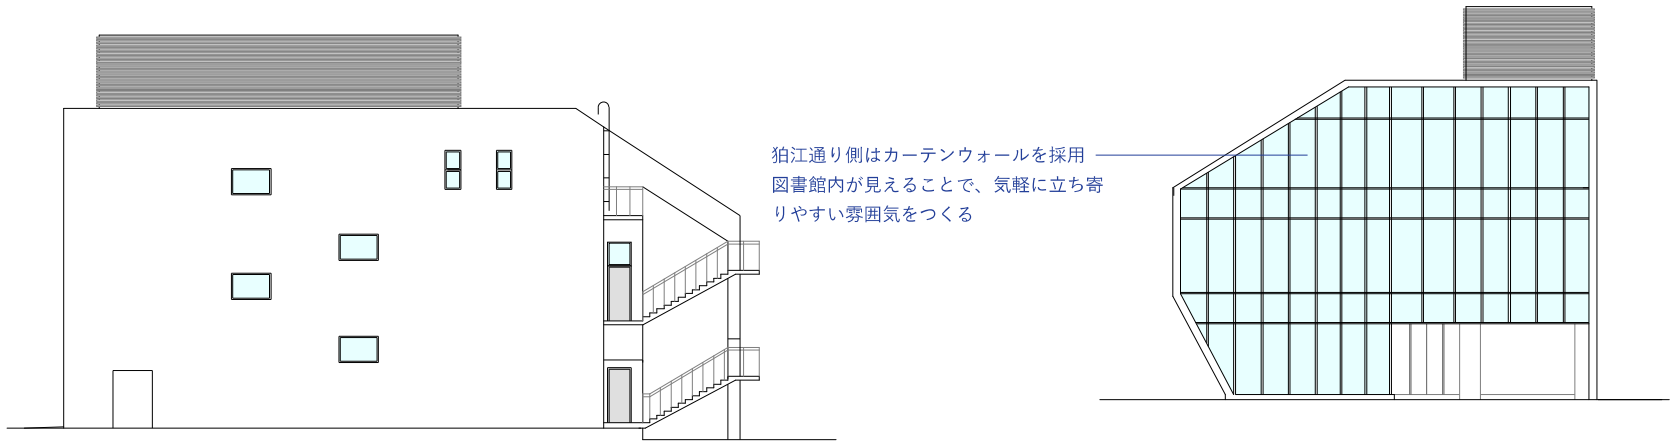 狛江通り側はカーテンウォールを採用
図書館内が見えることで、気軽に立ち寄
りやすい雰囲気をつくる